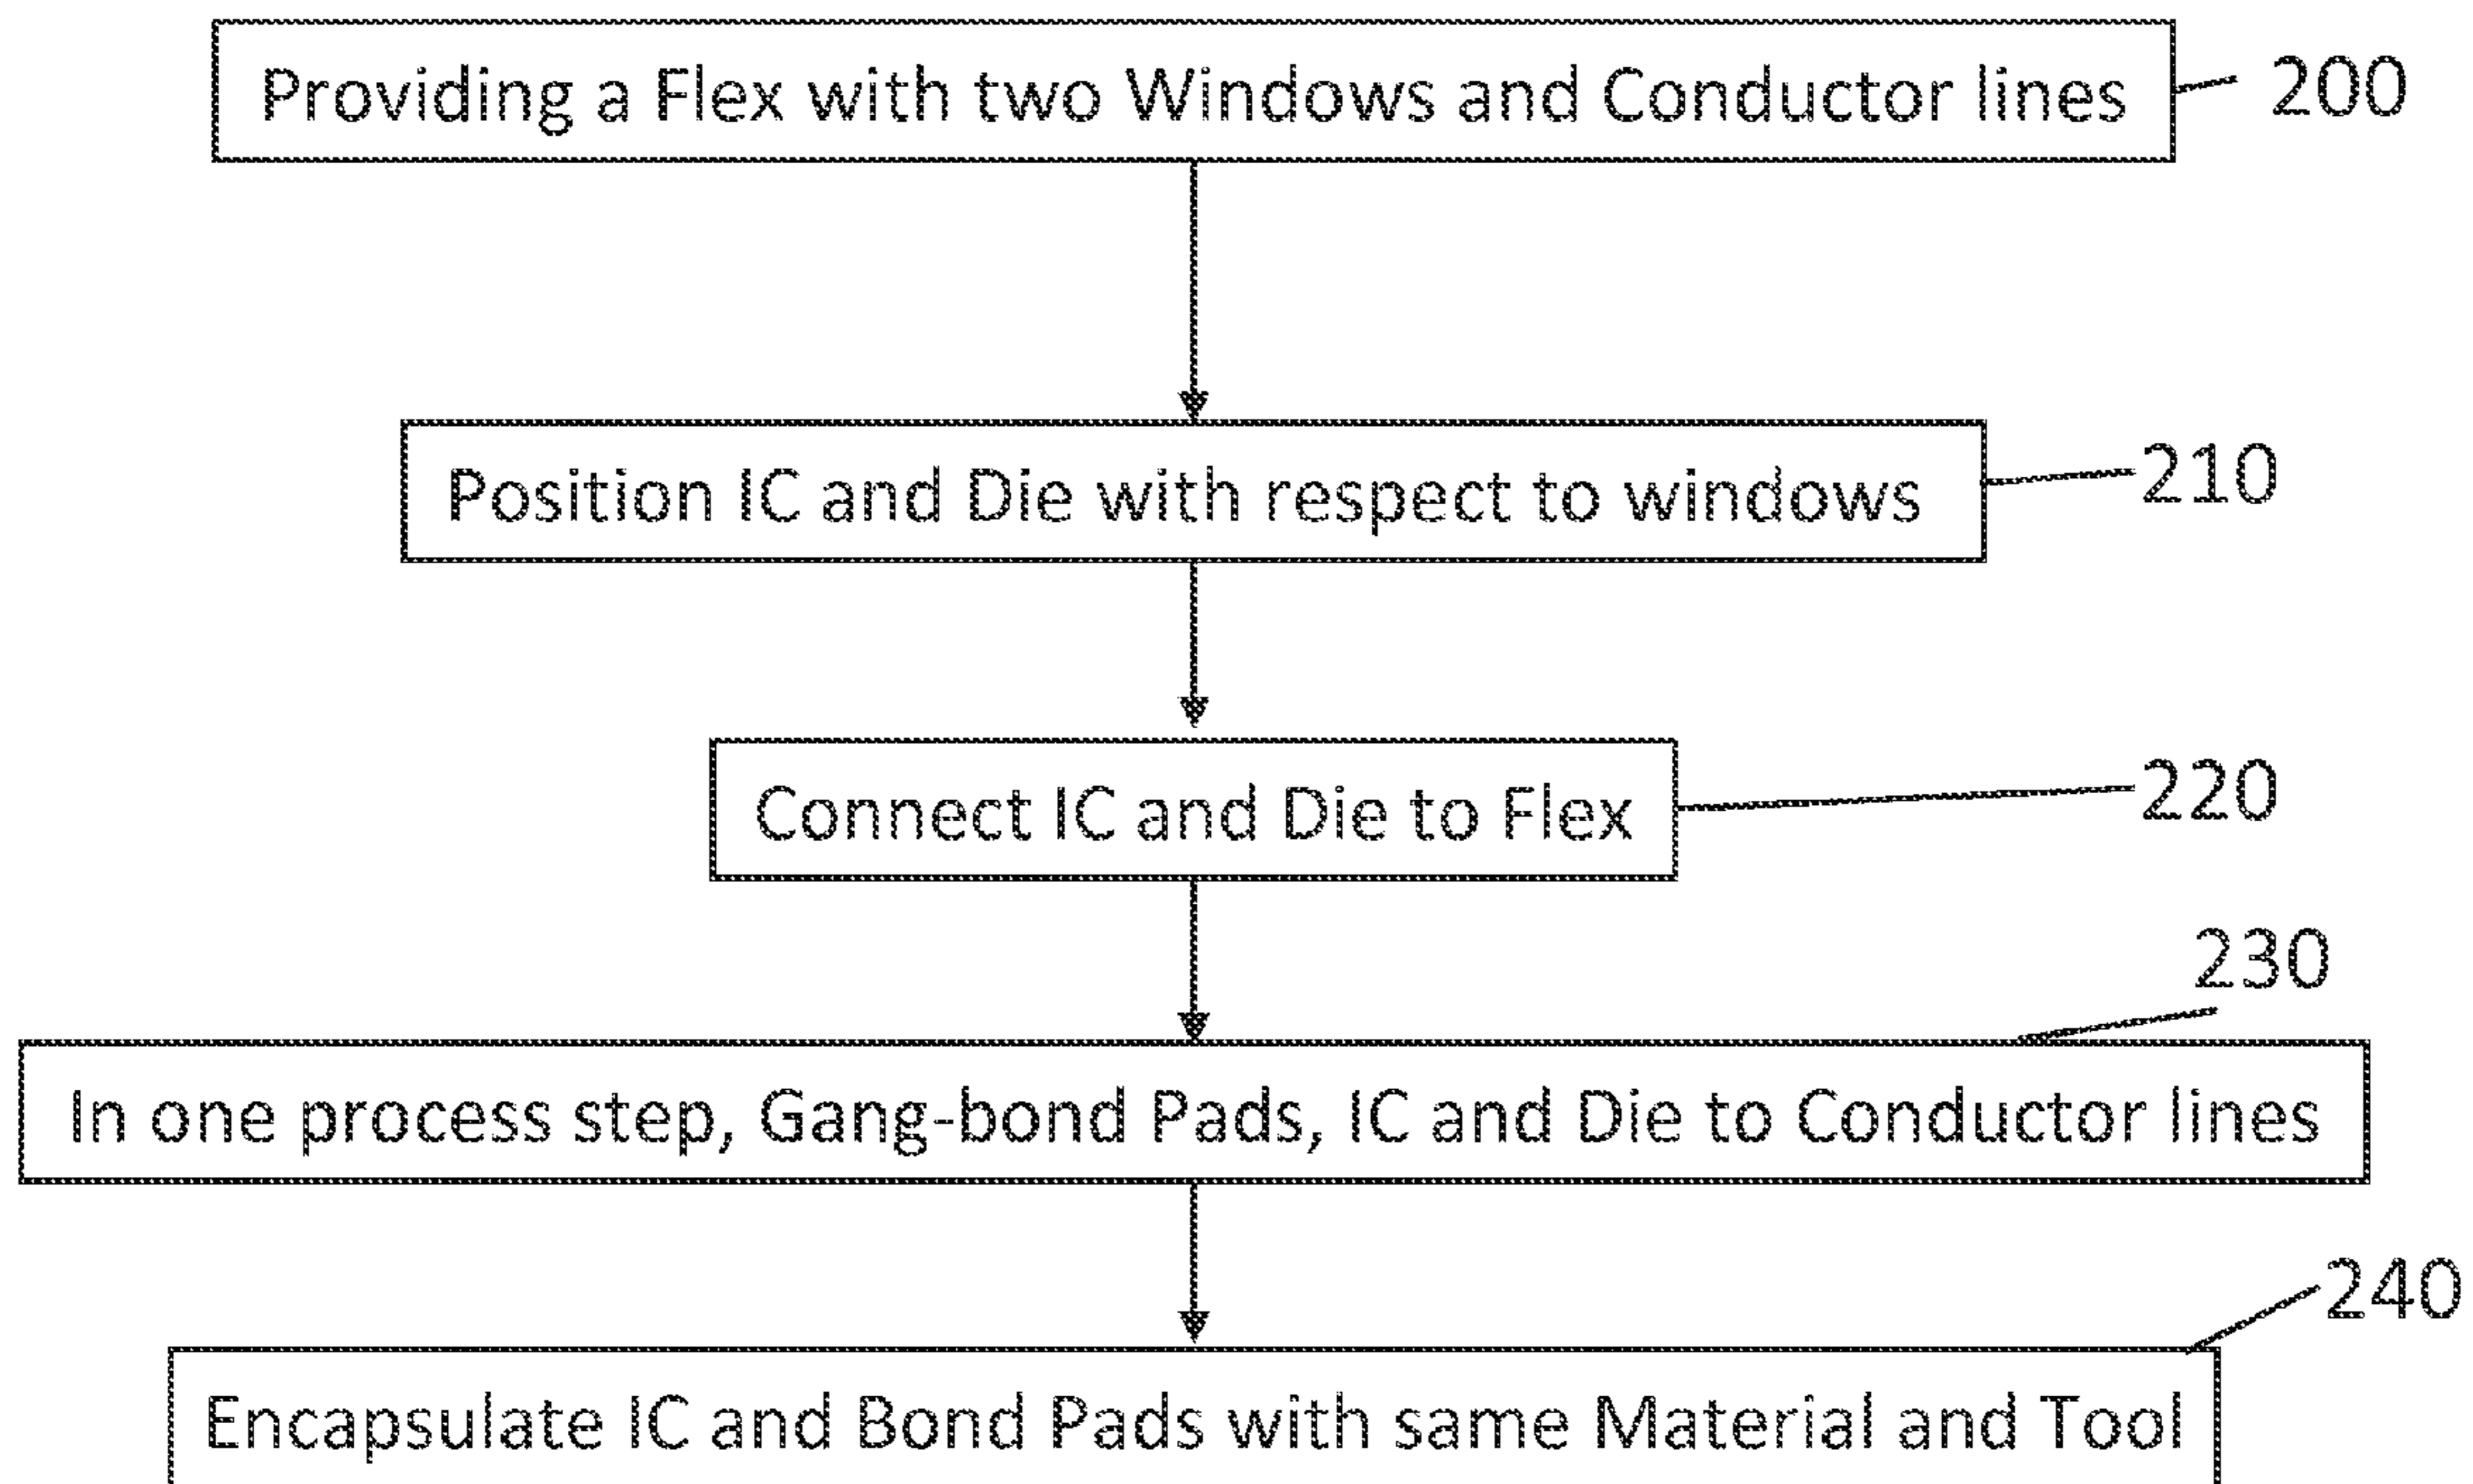 Providing a Flex with two Windows and Conductor lines
200
Position IC and Die with respect to windows
210
Connect IC and Die to Flex
220
230
In one process step, Gang-bond Pads, IC and Die to Conductor lines
240
Encapsulate IC and Bond Pads with same Material and Tool